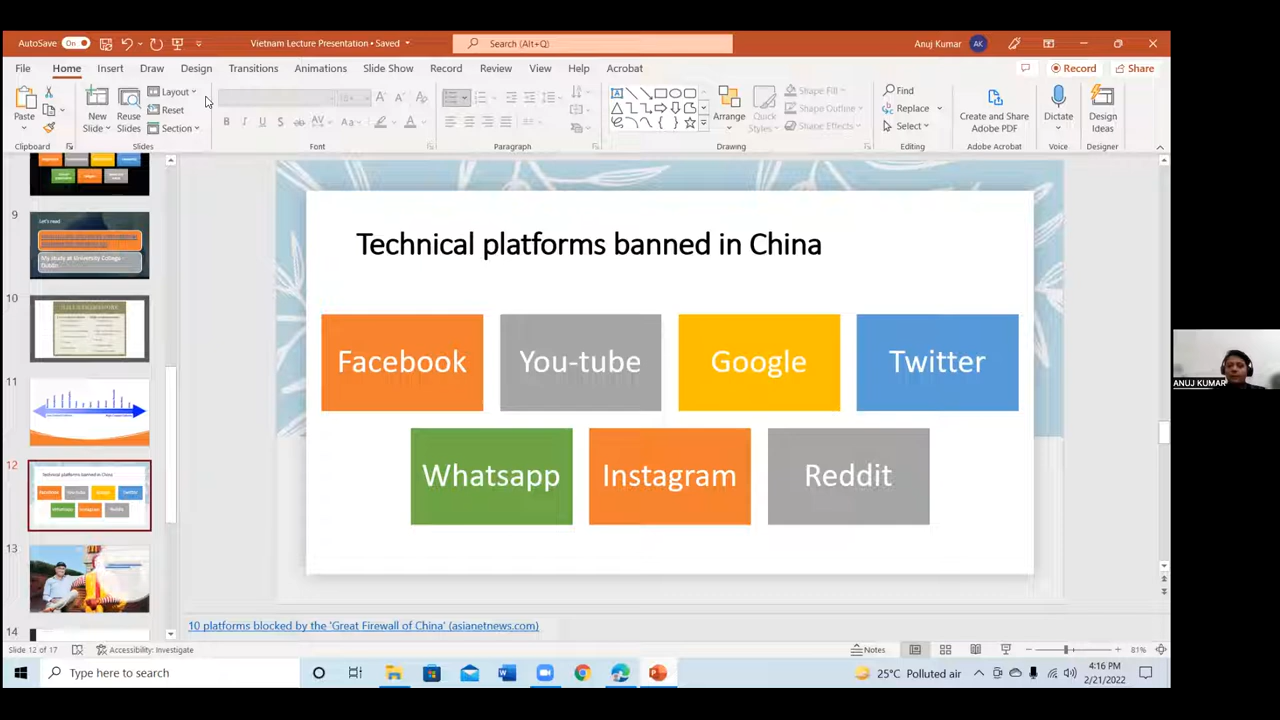 AutoSave On
Vietnam Lecture Presentation • Saved
Search (Alt+Q)
Anuj Kumar AK
File Home Insert Draw Design Transitions Animations Slide Show Record Review View Help Acrobat
Record Share
Paste
New Slides
Reuse Slides
Layout
Reset
Section
Arrange
Quick Styles
Shape Fill
Shape Outline
Shape Effects
Find
Replace
Select
Create and Share Adobe PDF
Dictate
Design Ideas
Clipboard Slides Font Paragraph Drawing Editing Adobe Acrobat Voice Designer
9
Let's read
My study at University College - Dublin
10
11
12
Technical platforms banned in China
13
14
Technical platforms banned in China
Facebook You-tube Google Twitter
Whatsapp Instagram Reddit
ANUJ KUMAR
10 platforms blocked by the 'Great Firewall of China' (asianetnews.com)
Slide 12 of 17 Accessibility: Investigate Notes 81%
Type here to search
25°C Polluted air
4:16 PM
2/21/2022